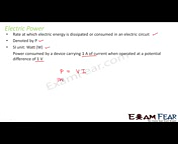 Electric Power
• Rate at which electric energy is dissipated or consumed in an electric circuit.
• Denoted by P
• SI unit: Watt (W)
Power consumed by a device carrying 1 A of current when operated at a potential
difference of 1 V
P = V I
EXAMFEAR